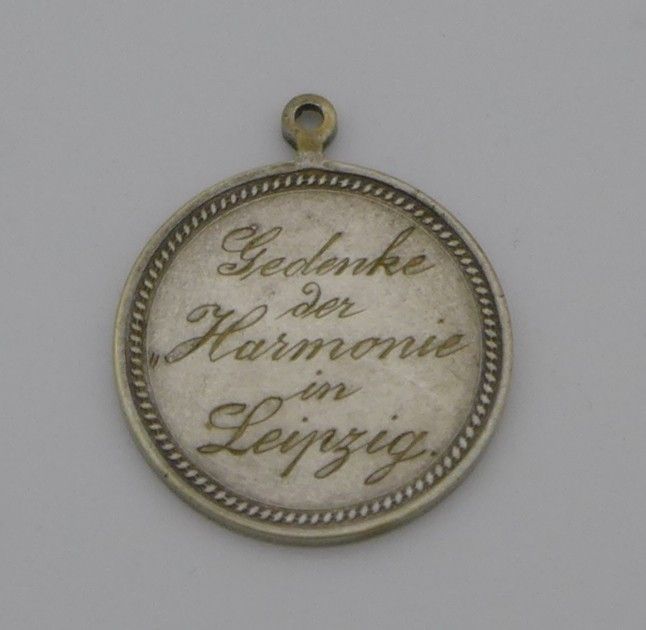 Gedenke
der
„Harmonie
in
Leipzig.